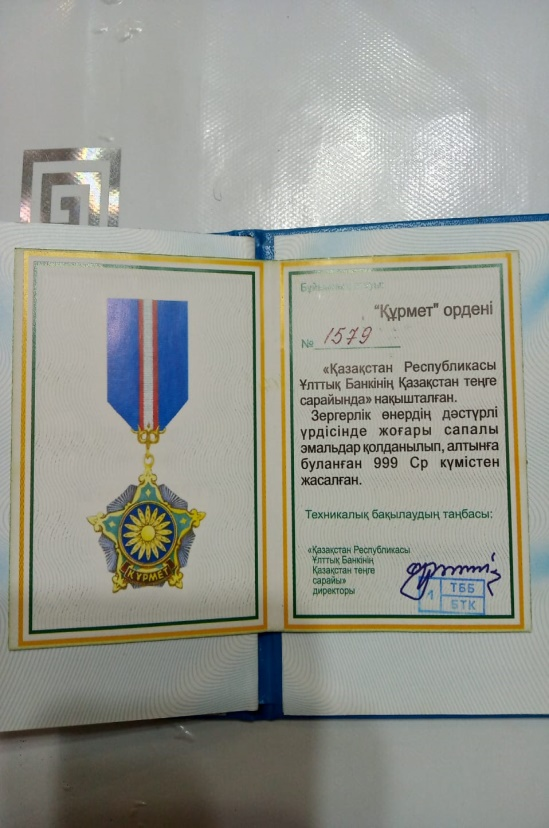 ҚҰРМЕТ
"Құрмет" ордені
№ 1579
«Қазақстан Республикасы
Ұлттық Банкінің Қазақстан теңге
сарайында» нақышталған.
Зергерлік өнердің дәстүрлі
үрдісінде жоғары сапалы
эмальдар қолданылып, алтынға
буланған 999 Ср күмістен
жасалған.
Техникалық бақылаудың таңбасы:
«Қазақстан Республикасы
Ұлттық Банкінің
Қазақстан теңге
сарайы»
директоры
1 ТББ
БТК